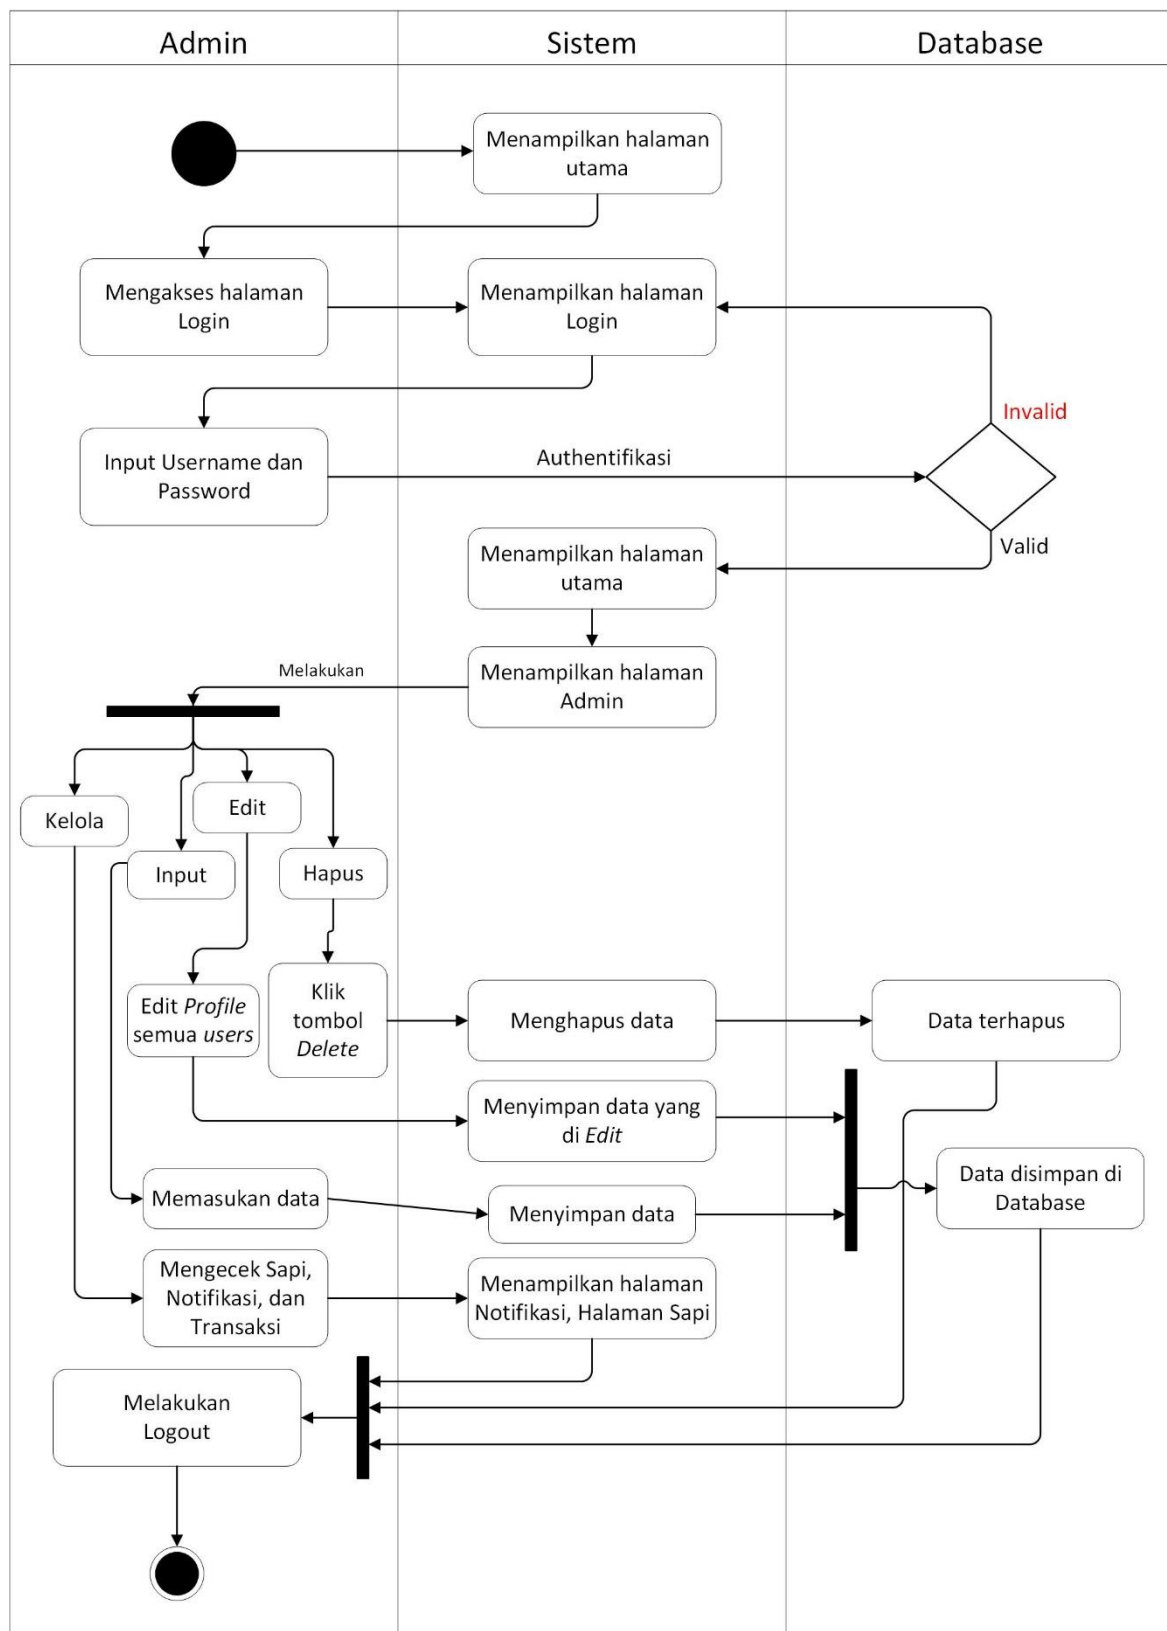 Admin
Sistem
Database
Menampilkan halaman
utama
Mengakses halaman
Login
Menampilkan halaman
Login
Invalid
Input Username dan
Password
Authentifikasi
Valid
Menampilkan halaman
utama
Menampilkan halaman
Admin
Melakukan
Kelola
Edit
Input
Hapus
Edit Profile
semua users
Klik
tombol
Delete
Menghapus data
Data terhapus
Menyimpan data yang
di Edit
Data disimpan di
Database
Memasukan data
Menyimpan data
Mengecek Sapi,
Notifikasi, dan
Transaksi
Menampilkan halaman
Notifikasi, Halaman Sapi
Melakukan
Logout